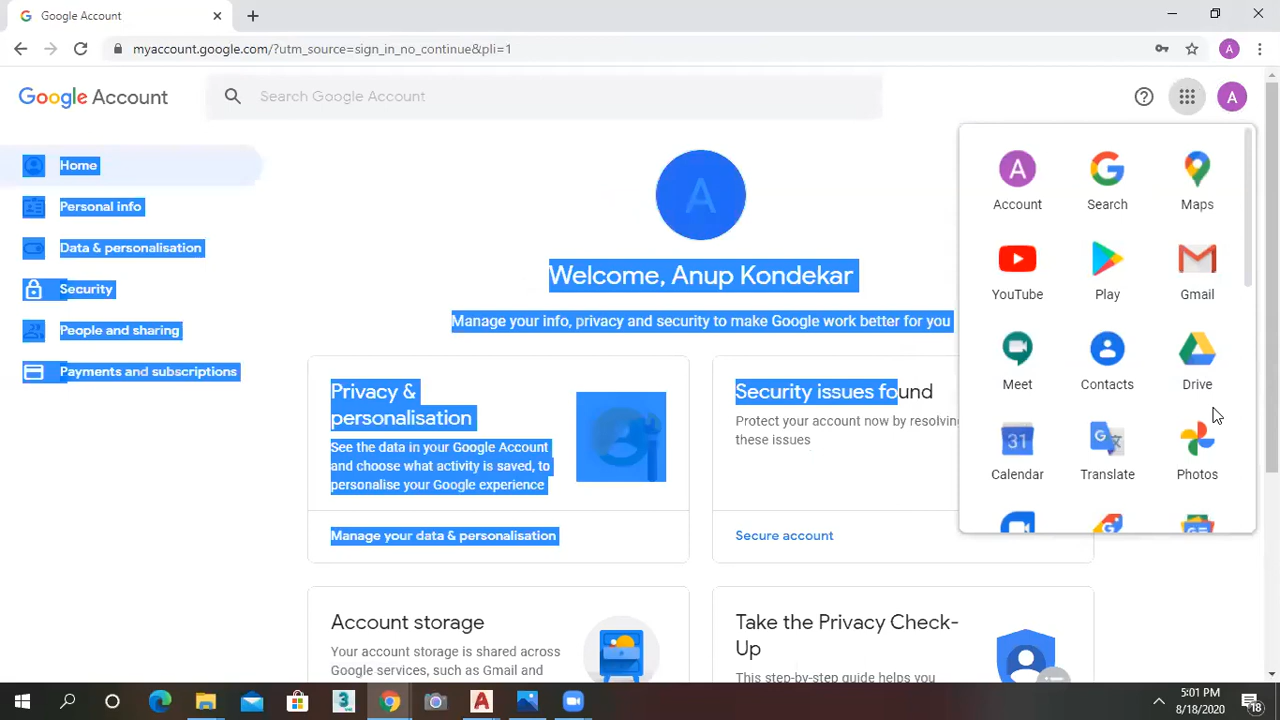 Google Account
myaccount.google.com/?utm_source=sign_in_no_continue&pli=1
A
Google Account
Search Google Account
A
Home
Personal info
Data & personalisation
Security
People and sharing
Payments and subscriptions
A
Welcome, Anup Kondekar
Manage your info, privacy and security to make Google work better for you
Privacy &
personalisation
See the data in your Google Account
and choose what activity is saved, to
personalise your Google experience
Manage your data & personalisation
Security issues found
Protect your account now by resolving
these issues
Secure account
Account storage
Your account storage is shared across
Google services, such as Gmail and
Take the Privacy Check-
Up
This step-by-step guide helps you
A
Account
Search
Maps
YouTube
Play
Gmail
Meet
Contacts
Drive
31
Calendar
Translate
Photos
5:01 PM
8/18/2020
18